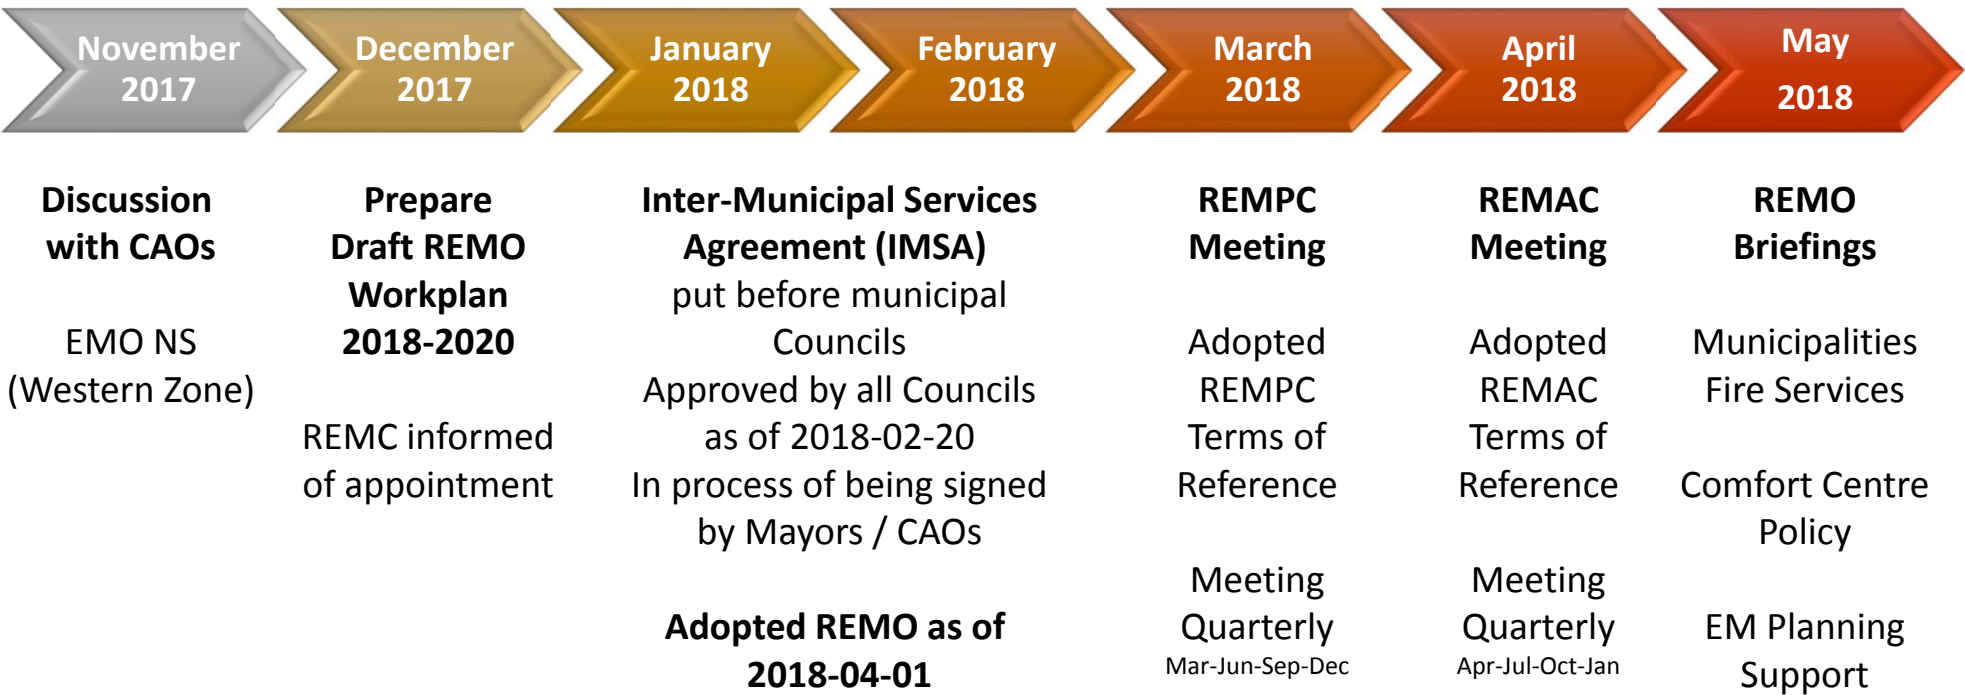 November
2017
December
2017
January
2018
February
2018
March
2018
April
2018
May
2018
Discussion
with CAOs
EMO NS
(Western Zone)
Prepare
Draft REMO
Workplan
2018-2020
REMC informed
of appointment
Inter-Municipal Services
Agreement (IMSA)
put before municipal
Councils
Approved by all Councils
as of 2018-02-20
In process of being signed
by Mayors / CAOs
Adopted REMO as of
2018-04-01
REMPC
Meeting
Adopted
REMPC
Terms of
Reference
Meeting
Quarterly
Mar-Jun-Sep-Dec
REMAC
Meeting
Adopted
REMAC
Terms of
Reference
Meeting
Quarterly
Apr-Jul-Oct-Jan
REMO
Briefings
Municipalities
Fire Services
Comfort Centre
Policy
EM Planning
Support